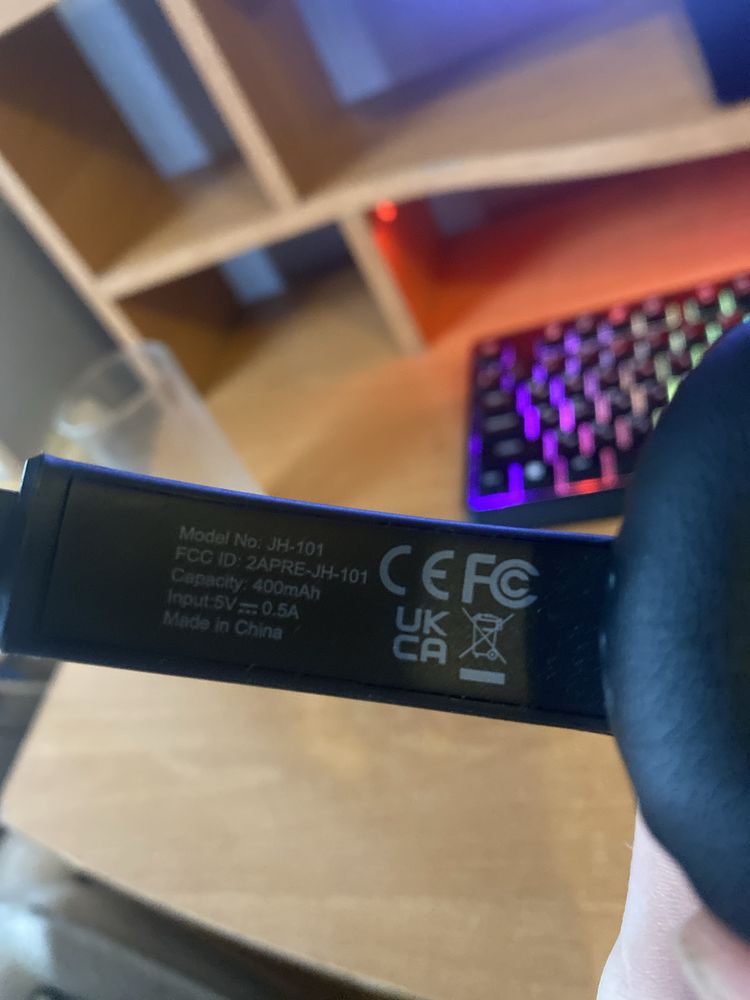 Model No: JH-101
FCC ID: 2APRE-JH-101
Capacity: 400mAh
Input:5V⎓0.5A
Made in China
CE FC
UK
CA